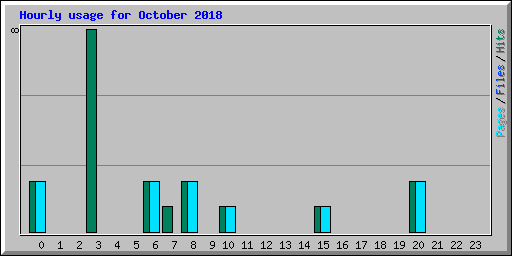 Hourly usage for October 2018
8
Pages/Files/Hits
0 1 2 3 4 5 6 7 8 9 10 11 12 13 14 15 16 17 18 19 20 21 22 23